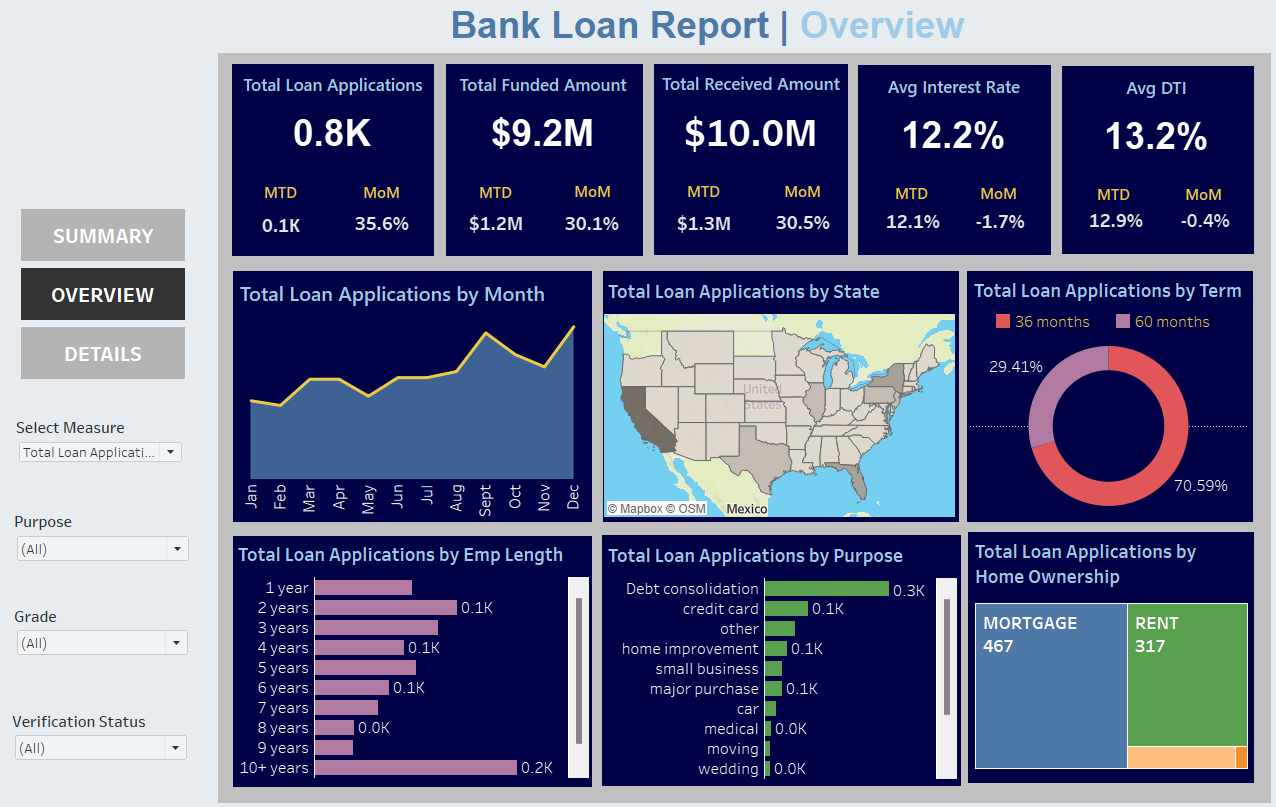 Bank Loan Report | Overview
Total Loan Applications
0.8K
MTD MoM
0.1K 35.6%
Total Funded Amount
$9.2M
MTD MoM
$1.2M 30.1%
Total Received Amount
$10.0M
MTD MoM
$1.3M 30.5%
Avg Interest Rate
12.2%
MTD MoM
12.1% -1.7%
Avg DTI
13.2%
MTD MoM
12.9% -0.4%
SUMMARY
OVERVIEW
DETAILS
Select Measure
Total Loan Applicati...
Purpose
(All)
Grade
(All)
Verification Status
(All)
Total Loan Applications by Month
Jan
Feb
Mar
Apr
May
Jun
Jul
Aug
Sept
Oct
Nov
Dec
Total Loan Applications by State
United
States
Mexico
© Mapbox © OSM
Total Loan Applications by Term
36 months 60 months
29.41%
70.59%
Total Loan Applications by Emp Length
1 year
2 years 0.1K
3 years
4 years 0.1K
5 years
6 years 0.1K
7 years
8 years 0.0K
9 years
10+ years 0.2K
Total Loan Applications by Purpose
Debt consolidation 0.3K
credit card 0.1K
other
home improvement 0.1K
small business
major purchase 0.1K
car
medical 0.0K
moving
wedding 0.0K
Total Loan Applications by
Home Ownership
MORTGAGE
467
RENT
317